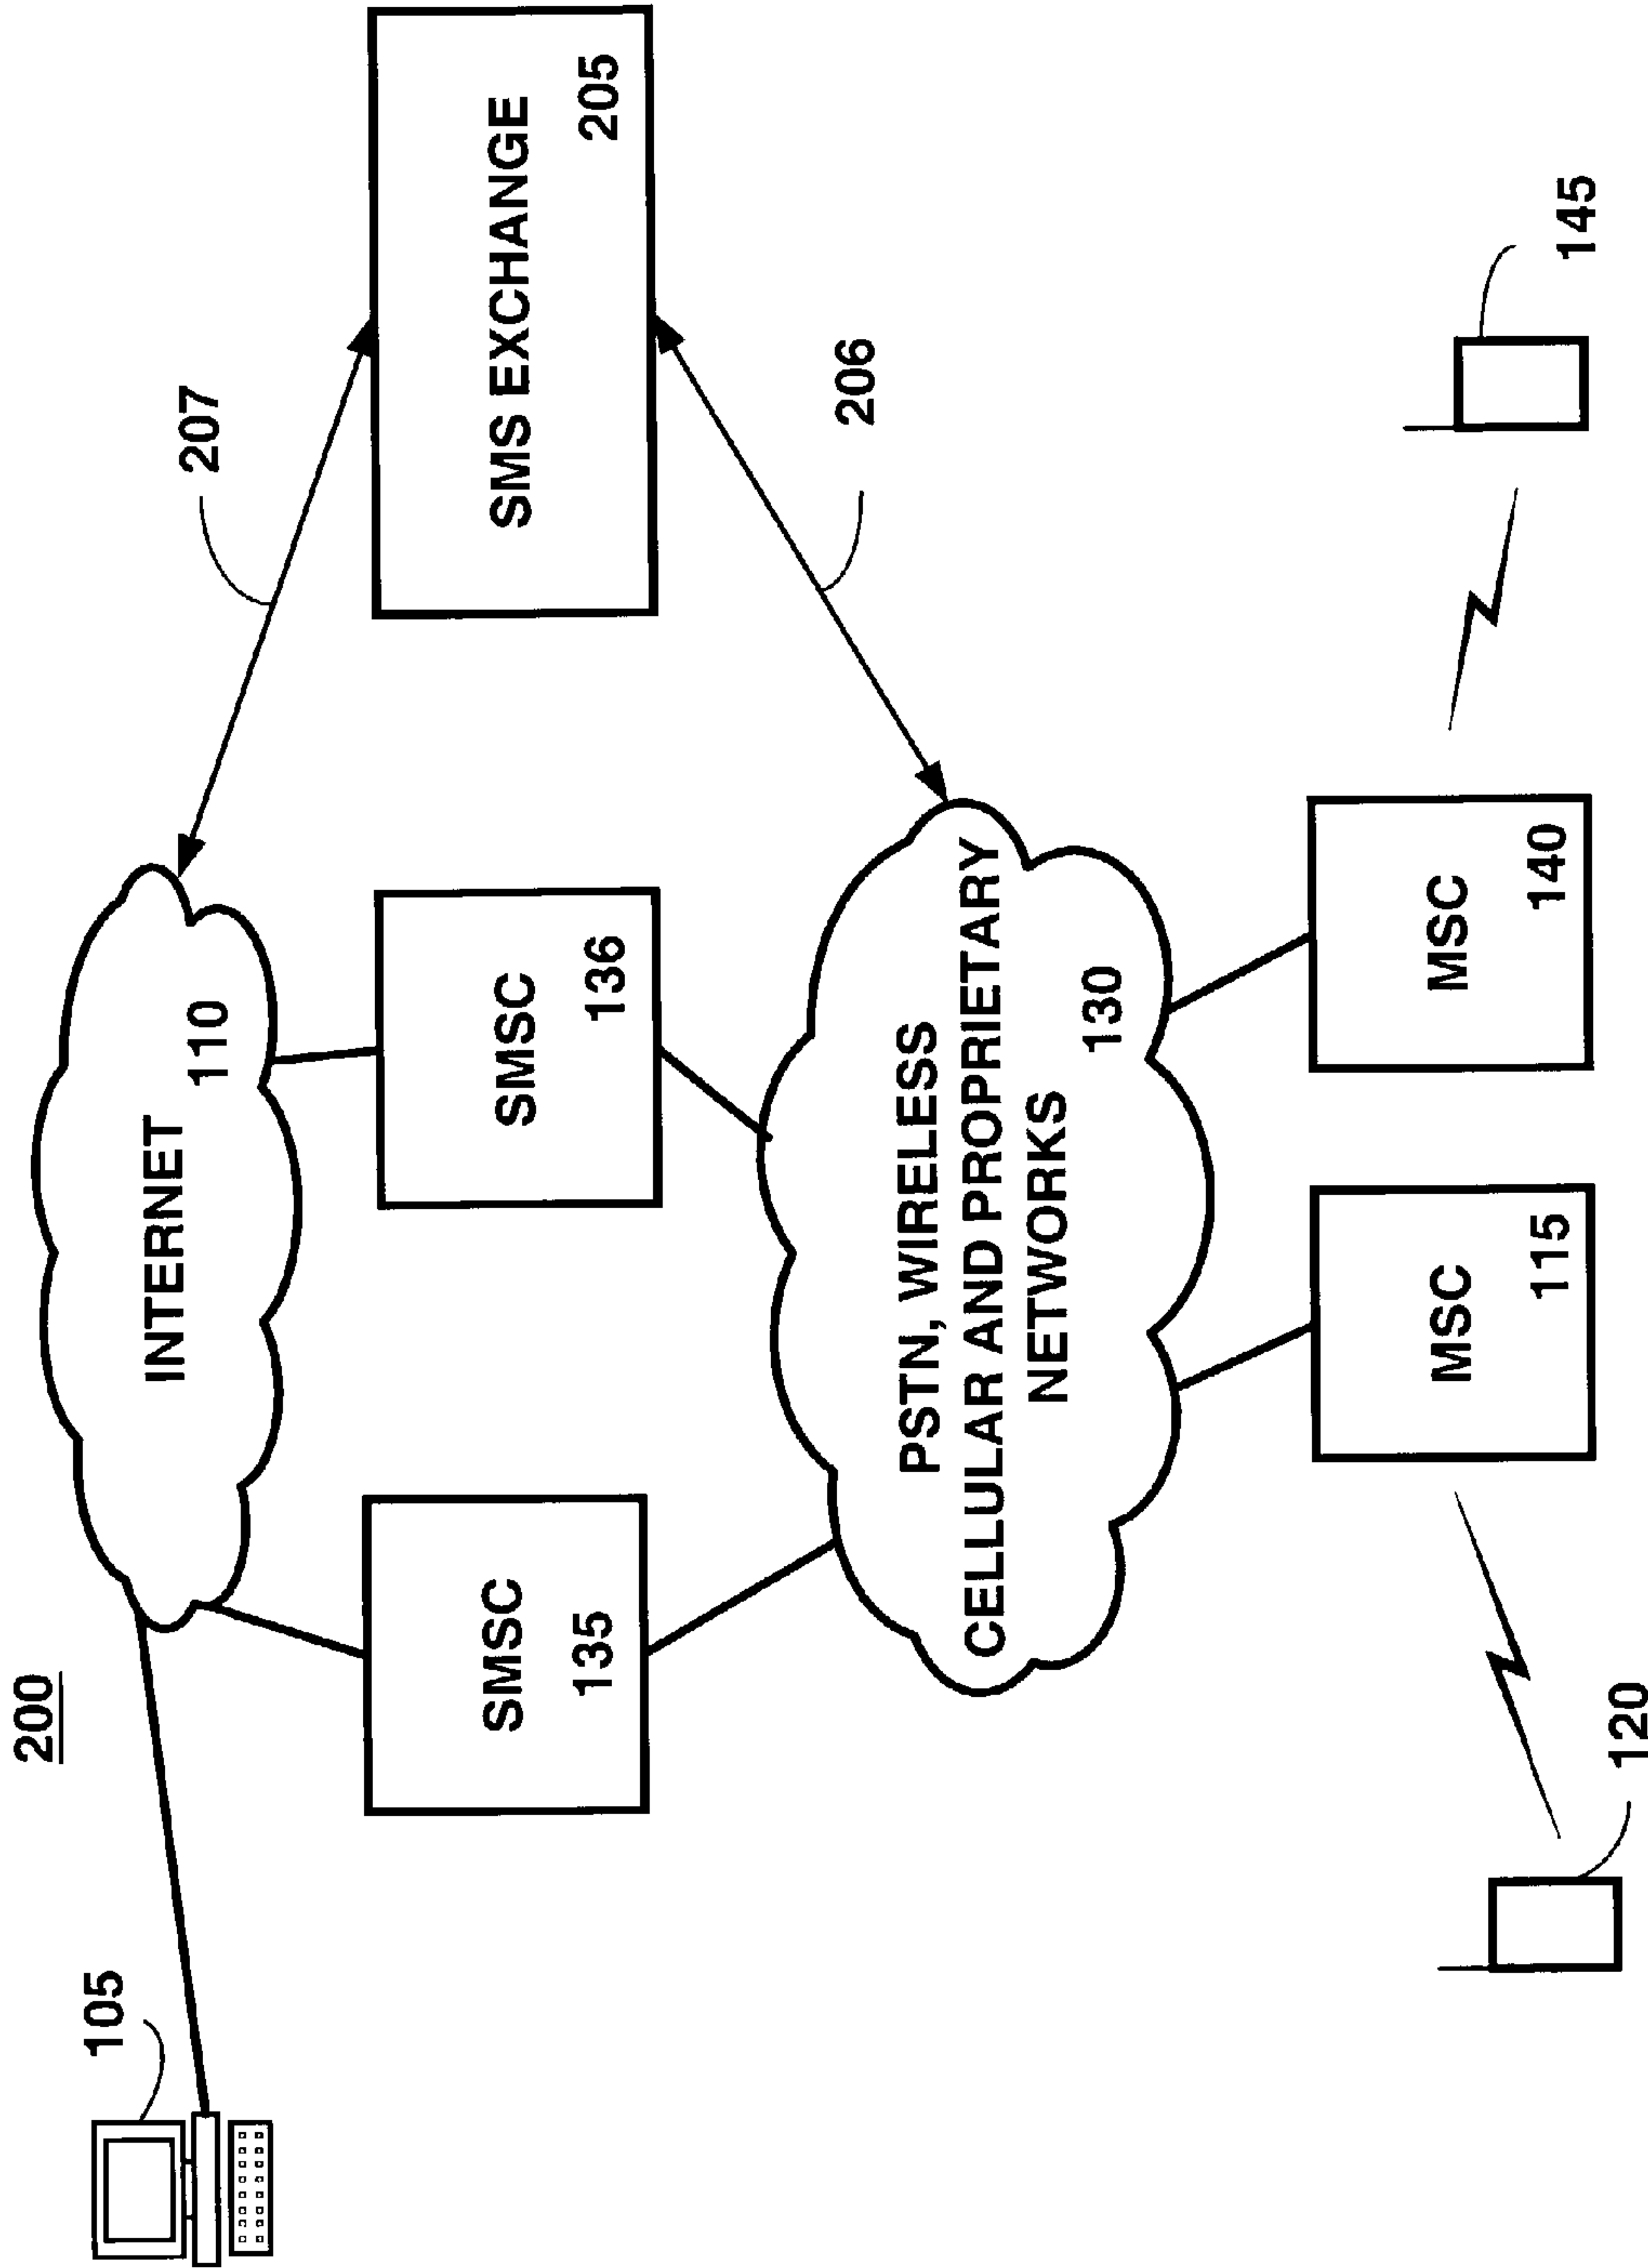 200
105
INTERNET
110
207
SMSC
135
SMSC
136
SMS EXCHANGE
205
206
PSTN, WIRELESS
CELLULAR AND PROPRIETARY
NETWORKS
130
MSC
115
MSC
140
120
145